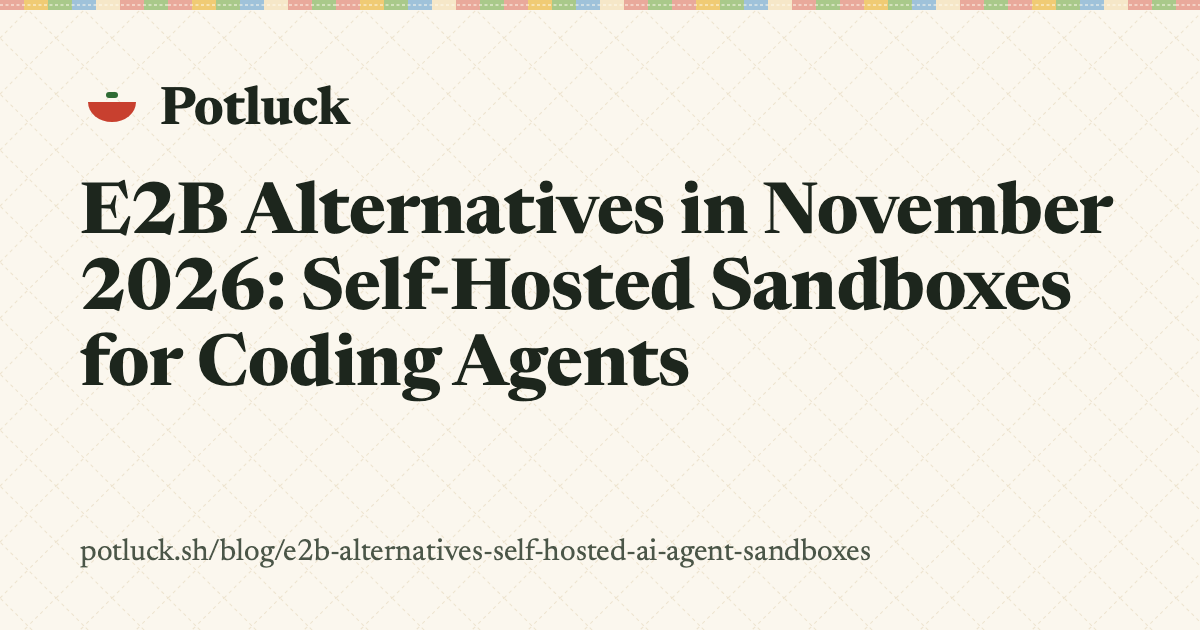 Potluck
E2B Alternatives in November
2026: Self-Hosted Sandboxes
for Coding Agents
potluck.sh/blog/e2b-alternatives-self-hosted-ai-agent-sandboxes